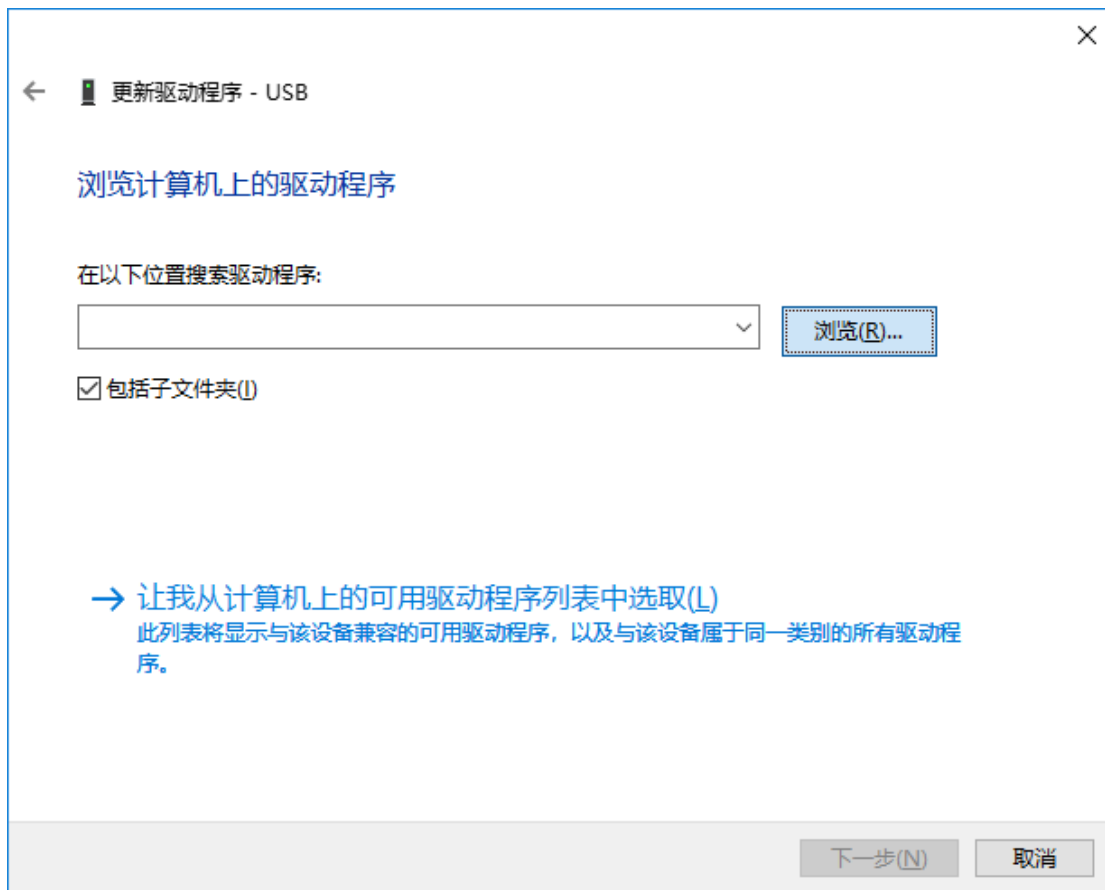 更新驱动程序 - USB
浏览计算机上的驱动程序
在以下位置搜索驱动程序:
浏览(R)...
包括子文件夹(I)
让我从计算机上的可用驱动程序列表中选取(L)
此列表将显示与该设备兼容的可用驱动程序，以及与该设备属于同一类别的所有驱动程
序。
下一步(N)
取消